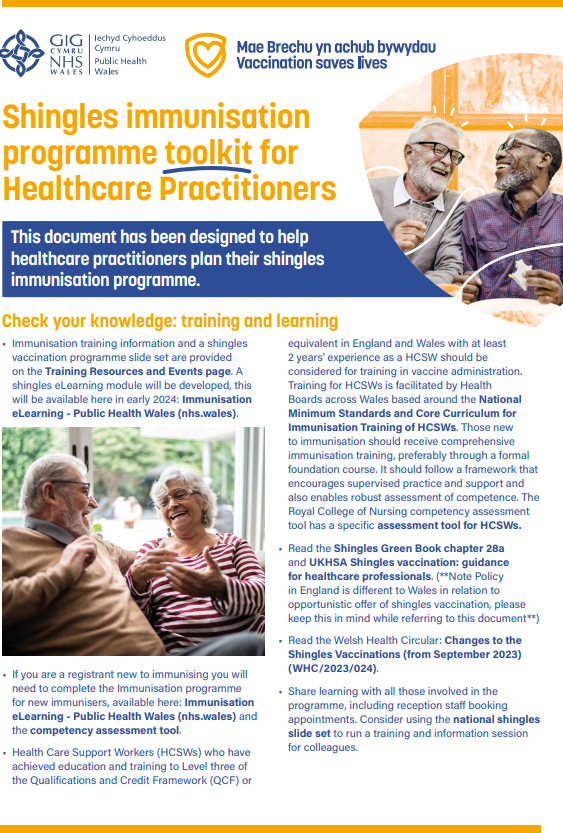 GIG
CYMRU
NHS
WALES
Iechyd Cyhoeddus
Cymru
Public Health
Wales
Mae Brechu yn achub bywydau
Vaccination saves lives
Shingles immunisation
programme toolkit for
Healthcare Practitioners
This document has been designed to help
healthcare practitioners plan their shingles
immunisation programme.
Check your knowledge: training and learning
• Immunisation training information and a shingles
vaccination programme slide set are provided
on the Training Resources and Events page. A
shingles eLearning module will be developed, this
will be available here in early 2024: Immunisation
eLearning - Public Health Wales (nhs.wales).
• If you are a registrant new to immunising you will
need to complete the Immunisation programme
for new immunisers, available here: Immunisation
eLearning - Public Health Wales (nhs.wales) and
the competency assessment tool.
• Health Care Support Workers (HCSWs) who have
achieved education and training to Level three of
the Qualifications and Credit Framework (QCF) or
equivalent in England and Wales with at least
2 years' experience as a HCSW should be
considered for training in vaccine administration.
Training for HCSWs is facilitated by Health
Boards across Wales based around the National
Minimum Standards and Core Curriculum for
Immunisation Training of HCSWs. Those new
to immunisation should receive comprehensive
immunisation training, preferably through a formal
foundation course. It should follow a framework that
encourages supervised practice and support and
also enables robust assessment of competence. The
Royal College of Nursing competency assessment
tool has a specific assessment tool for HCSWs.
• Read the Shingles Green Book chapter 28a
and UKHSA Shingles vaccination: guidance
for healthcare professionals. (**Note Policy
in England is different to Wales in relation to
opportunistic offer of shingles vaccination, please
keep this in mind while referring to this document**)
• Read the Welsh Health Circular: Changes to the
Shingles Vaccinations (from September 2023)
(WHC/2023/024).
• Share learning with all those involved in the
programme, including reception staff booking
appointments. Consider using the national shingles
slide set to run a training and information session
for colleagues.